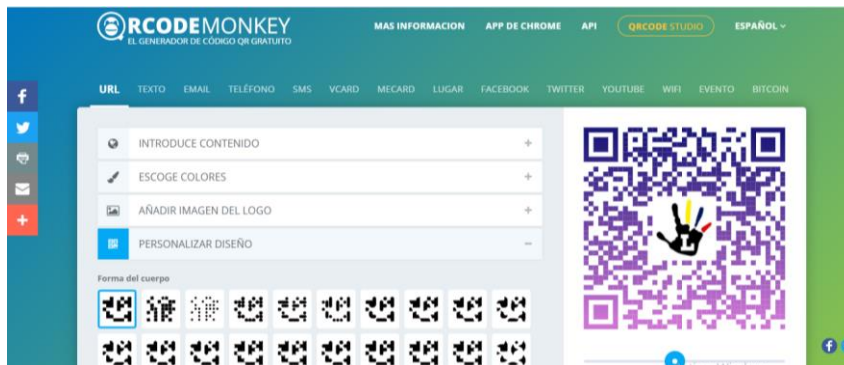 QRCODEMONKEY
EL GENERADOR DE CÓDIGO QR GRATUITO
MAS INFORMACION APP DE CHROME API QRCODE STUDIO ESPAÑOL
URL TEXTO EMAIL TELÉFONO SMS VCARD MECARD LUGAR FACEBOOK TWITTER YOUTUBE WIFI EVENTO BITCOIN
INTRODUCE CONTENIDO +
ESCOGE COLORES +
AÑADIR IMAGEN DEL LOGO +
PERSONALIZAR DISEÑO −
Forma del cuerpo